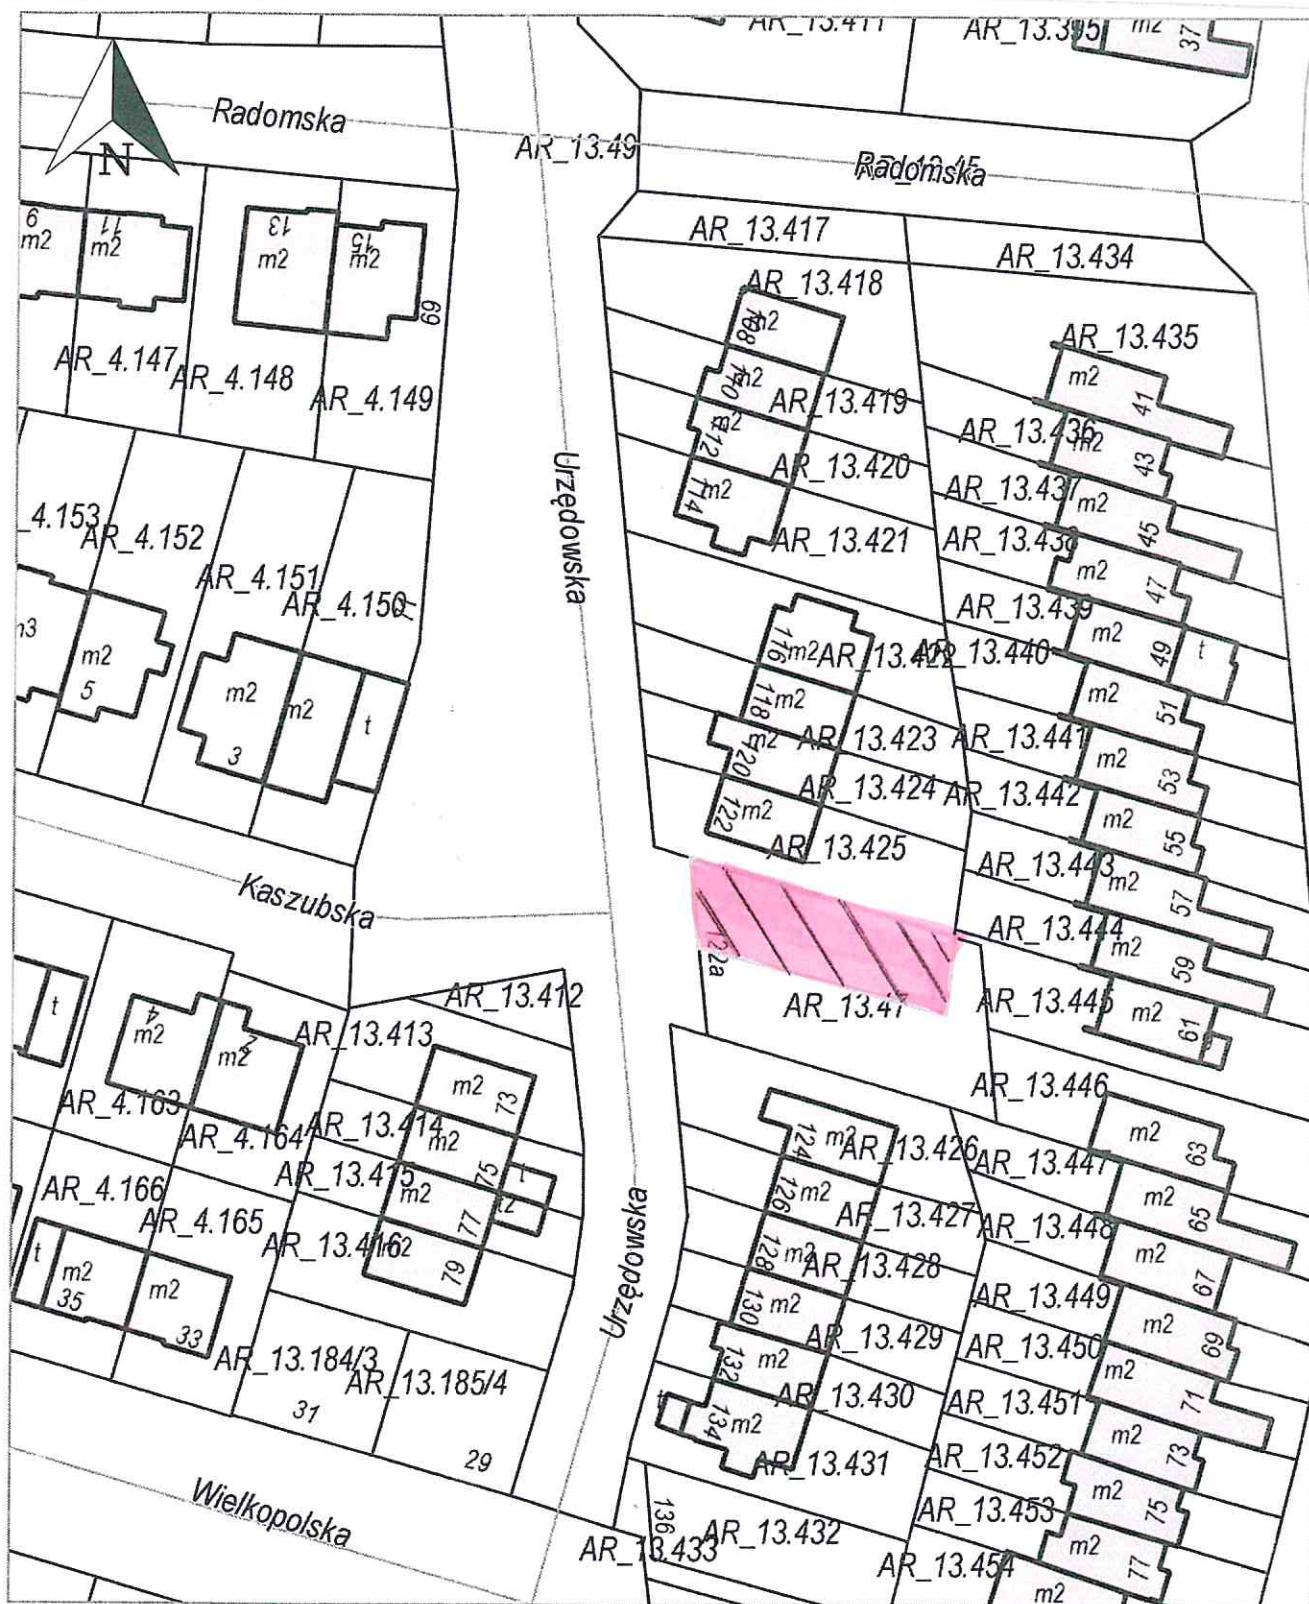 AR_13.411
AR_13.395
m2
37
Radomska
N
AR_13.49
Radomska
9
m2
11
m2
13
m2
15
m2
69
AR_13.417
AR_13.434
AR_13.418
m2
108
AR_13.435
m2
41
AR_4.147
AR_4.148
AR_4.149
m2
110
AR_13.419
m2
112
AR_13.436
m2
43
AR_13.420
m2
114
AR_13.437
m2
45
_4.153
AR_4.152
Urzędowska
AR_13.421
AR_13.438
m2
47
AR_4.151
AR_4.150
71
AR_13.439
m2
49
t
m2
5
116
m2
AR_13.422
AR_13.440
m2
51
m2
m2
t
3
118
m2
AR_13.423
AR_13.441
m2
53
120
m2
AR_13.424
AR_13.442
m2
55
122
m2
AR_13.425
AR_13.443
m2
57
Kaszubska
AR_13.444
m2
59
122a
AR_13.47
AR_13.445
m2
61
t
4
m2
m2
2
AR_13.412
AR_13.413
m2
73
AR_13.446
m2
63
AR_4.163
AR_4.164
AR_13.414
m2
75
t
124
m2
AR_13.426
AR_13.447
m2
65
AR_4.166
AR_4.165
AR_13.415
m2
77
t2
126
m2
AR_13.427
AR_13.448
m2
67
AR_13.416
m2
79
Urzędowska
128
m2
AR_13.428
AR_13.449
m2
69
t
m2
35
m2
33
130
m2
AR_13.429
AR_13.450
m2
71
AR_13.184/3
AR_13.185/4
132
m2
AR_13.430
AR_13.451
m2
73
31
29
t
134
m2
AR_13.431
AR_13.452
m2
75
Wielkopolska
136
AR_13.432
AR_13.453
m2
77
AR_13.433
AR_13.454
m2